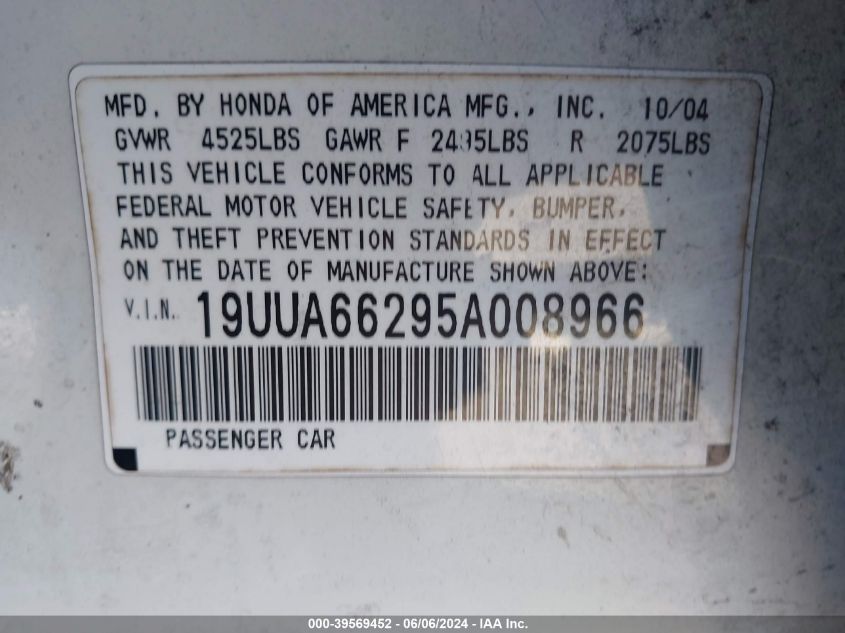 MFD. BY HONDA OF AMERICA MFG., INC. 10/04
GVWR 4525LBS GAWR F 2495LBS R 2075LBS
THIS VEHICLE CONFORMS TO ALL APPLICABLE
FEDERAL MOTOR VEHICLE SAFETY, BUMPER,
AND THEFT PREVENTION STANDARDS IN EFFECT
ON THE DATE OF MANUFACTURE SHOWN ABOVE:
V.I.N. 19UUA66295A008966
PASSENGER CAR
000-39569452 - 06/06/2024 - IAA Inc.